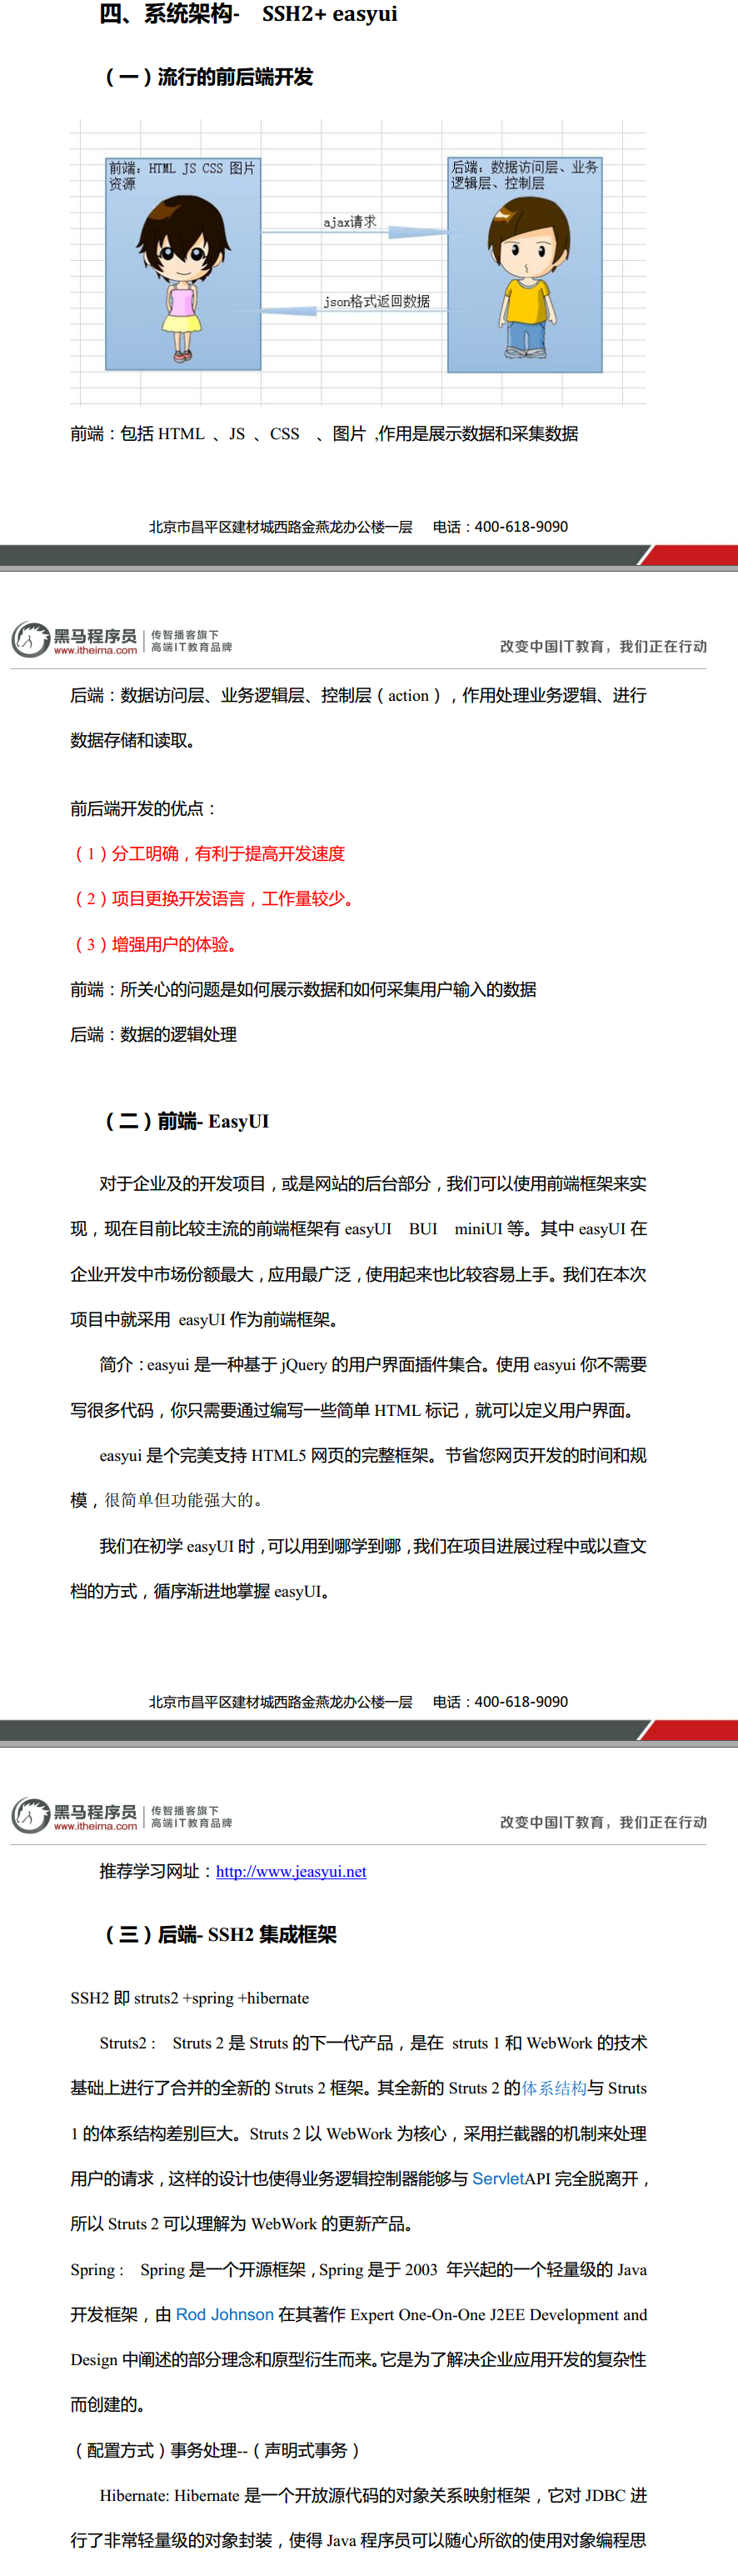 四、系统架构- SSH2+ easyui
（一）流行的前后端开发
前端：HTML JS CSS 图片
资源
后端：数据访问层、业务
逻辑层、控制层
ajax请求
json格式返回数据
前端：包括 HTML 、JS 、CSS 、图片 ,作用是展示数据和采集数据
北京市昌平区建材城西路金燕龙办公楼一层 电话：400-618-9090
黑马程序员
www.itheima.com
传智播客旗下
高端IT教育品牌
改变中国IT教育，我们正在行动
后端：数据访问层、业务逻辑层、控制层（action），作用处理业务逻辑、进行
数据存储和读取。
前后端开发的优点：
（1）分工明确，有利于提高开发速度
（2）项目更换开发语言，工作量较少。
（3）增强用户的体验。
前端：所关心的问题是如何展示数据和如何采集用户输入的数据
后端：数据的逻辑处理
（二）前端- EasyUI
对于企业及的开发项目，或是网站的后台部分，我们可以使用前端框架来实
现，现在目前比较主流的前端框架有 easyUI BUI miniUI 等。其中 easyUI 在
企业开发中市场份额最大，应用最广泛，使用起来也比较容易上手。我们在本次
项目中就采用 easyUI 作为前端框架。
简介：easyui 是一种基于 jQuery 的用户界面插件集合。使用 easyui 你不需要
写很多代码，你只需要通过编写一些简单 HTML 标记，就可以定义用户界面。
easyui 是个完美支持 HTML5 网页的完整框架。节省您网页开发的时间和规
模，很简单但功能强大的。
我们在初学 easyUI 时，可以用到哪学到哪，我们在项目进展过程中或以查文
档的方式，循序渐进地掌握 easyUI。
北京市昌平区建材城西路金燕龙办公楼一层 电话：400-618-9090
黑马程序员
www.itheima.com
传智播客旗下
高端IT教育品牌
改变中国IT教育，我们正在行动
推荐学习网址：http://www.jeasyui.net
（三）后端- SSH2 集成框架
SSH2 即 struts2 +spring +hibernate
Struts2 : Struts 2 是 Struts 的下一代产品，是在 struts 1 和 WebWork 的技术
基础上进行了合并的全新的 Struts 2 框架。其全新的 Struts 2 的体系结构与 Struts
1 的体系结构差别巨大。Struts 2 以 WebWork 为核心，采用拦截器的机制来处理
用户的请求，这样的设计也使得业务逻辑控制器能够与 ServletAPI 完全脱离开，
所以 Struts 2 可以理解为 WebWork 的更新产品。
Spring : Spring 是一个开源框架，Spring 是于 2003 年兴起的一个轻量级的 Java
开发框架，由 Rod Johnson 在其著作 Expert One-On-One J2EE Development and
Design 中阐述的部分理念和原型衍生而来。它是为了解决企业应用开发的复杂性
而创建的。
（配置方式）事务处理--（声明式事务）
Hibernate: Hibernate 是一个开放源代码的对象关系映射框架，它对 JDBC 进
行了非常轻量级的对象封装，使得 Java 程序员可以随心所欲的使用对象编程思